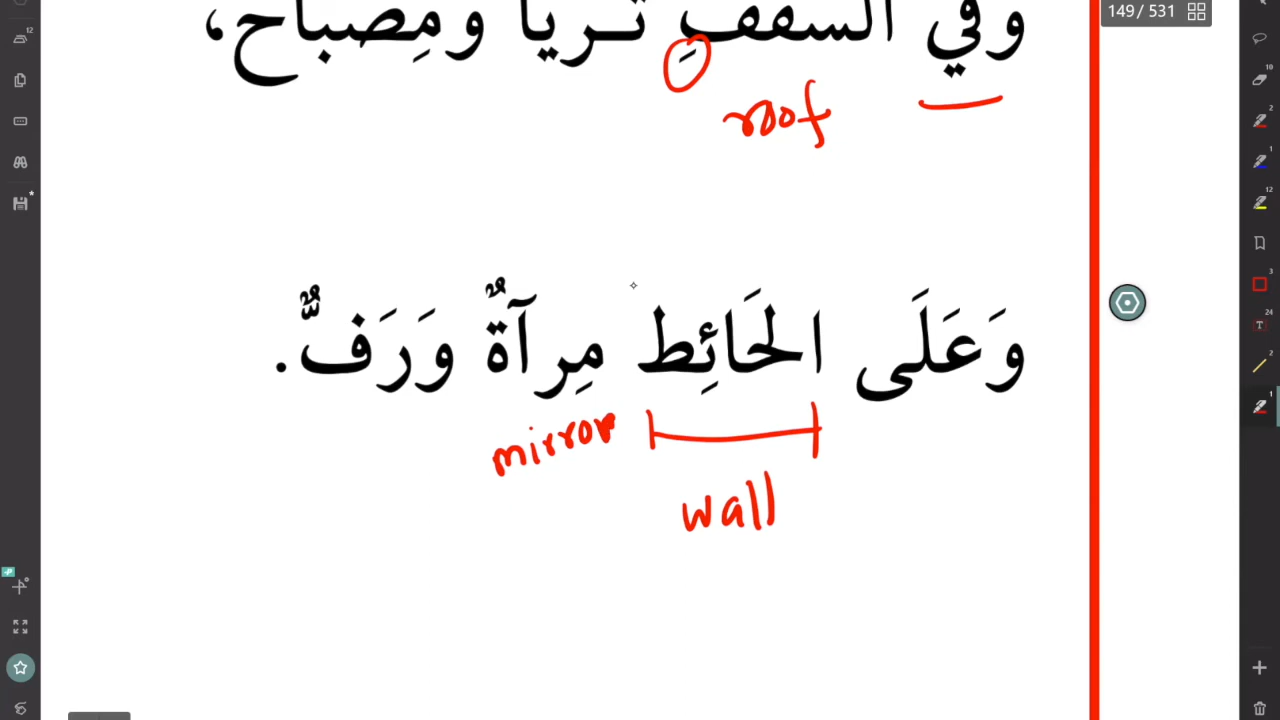 149 / 531
وفي السقفِ ثريا ومِصباح،
roof
وَعَلَى الحَائِط مِرآةٌ وَرَفٌّ.
mirror
wall